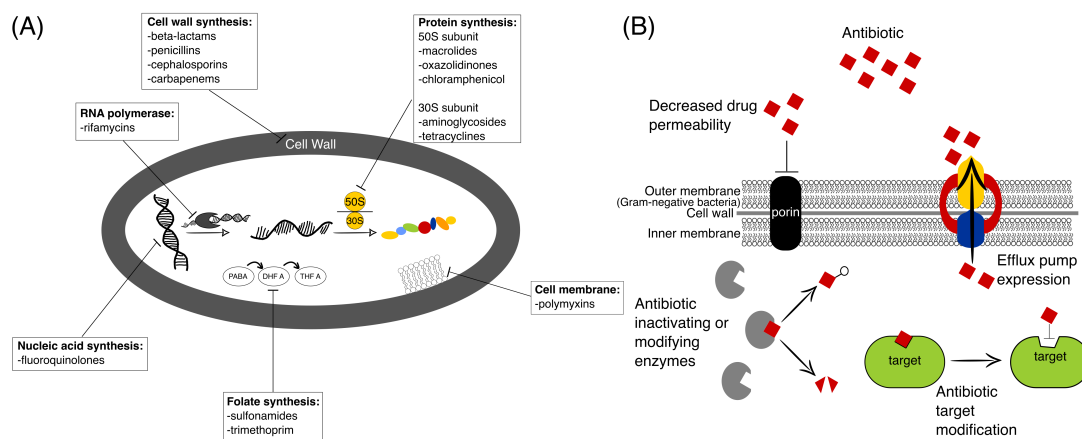 (A)
Cell wall synthesis:
-beta-lactams
-penicillins
-cephalosporins
-carbapenems
Protein synthesis:
50S subunit
-macrolides
-oxazolidinones
-chloramphenicol
30S subunit
-aminoglycosides
-tetracyclines
RNA polymerase:
-rifamycins
Cell Wall
50S
30S
PABA
DHF A
THF A
Cell membrane:
-polymyxins
Nucleic acid synthesis:
-fluoroquinolones
Folate synthesis:
-sulfonamides
-trimethoprim
(B)
Antibiotic
Decreased drug
permeability
Outer membrane
(Gram-negative bacteria)
Cell wall
Inner membrane
porin
Efflux pump
expression
Antibiotic
inactivating or
modifying
enzymes
target
target
Antibiotic
target
modification